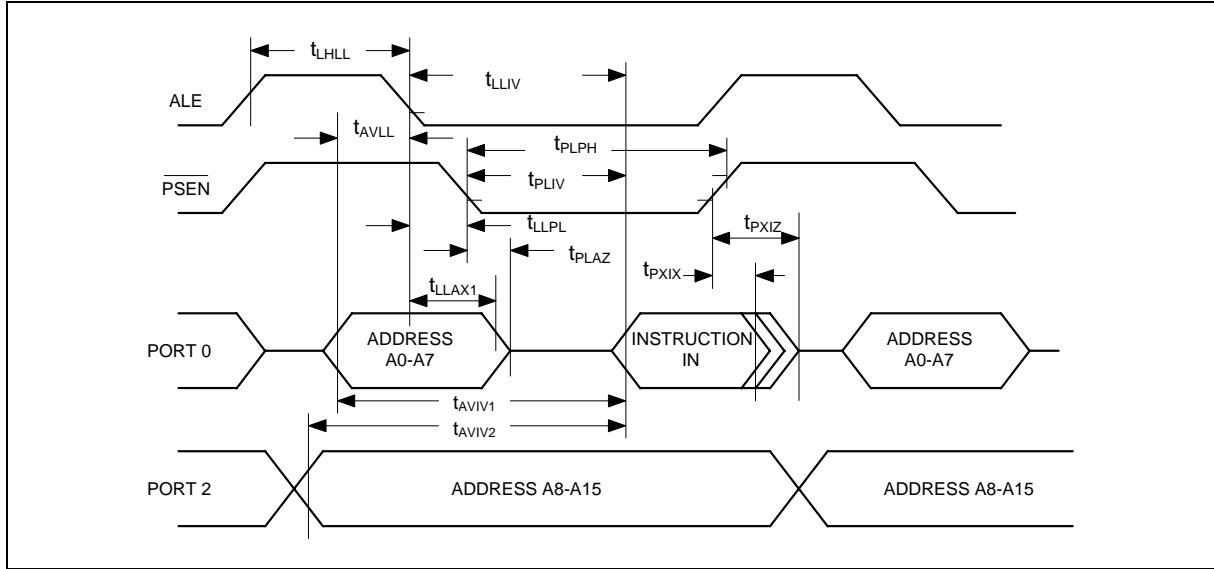 tLHLL
tLLIV
ALE
tAVLL
tPLPH
PSEN
tPLIV
tLLPL
tPXIZ
tPLAZ
tPXIX
tLLAX1
PORT 0
ADDRESS
A0-A7
INSTRUCTION
IN
ADDRESS
A0-A7
tAVIV1
tAVIV2
PORT 2
ADDRESS A8-A15
ADDRESS A8-A15